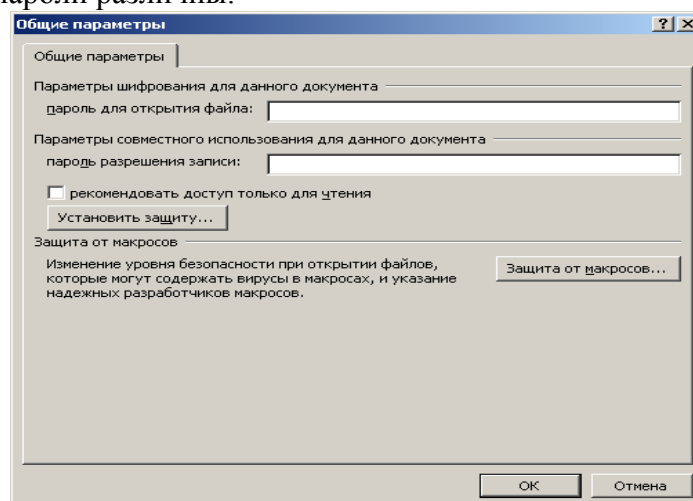 пароли различны.
Общие параметры
Общие параметры
Параметры шифрования для данного документа
пароль для открытия файла:
Параметры совместного использования для данного документа
пароль разрешения записи:
рекомендовать доступ только для чтения
Установить защиту...
Защита от макросов
Изменение уровня безопасности при открытии файлов,
которые могут содержать вирусы в макросах, и указание
надежных разработчиков макросов.
Защита от макросов...
ОК
Отмена